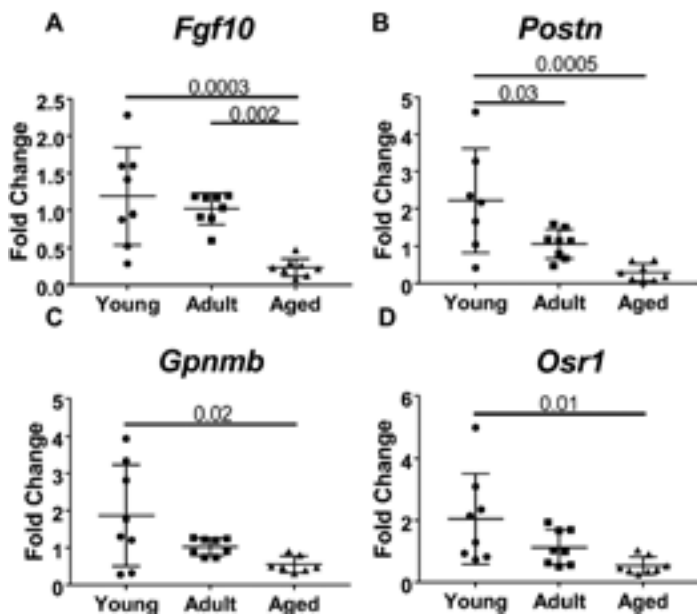 A
Fgf10
0.0003
0.002
Fold Change
2.5
2.0
1.5
1.0
0.5
0.0
Young Adult Aged
B
Postn
0.0005
0.03
Fold Change
5
4
3
2
1
0
Young Adult Aged
C
Gpnmb
0.02
Fold Change
5
4
3
2
1
0
Young Adult Aged
D
Osr1
0.01
Fold Change
6
4
2
0
Young Adult Aged